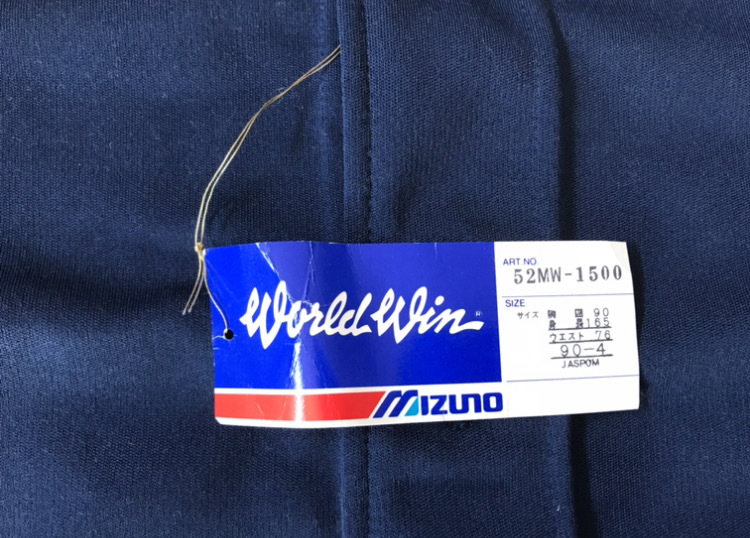 World Win®
MIZUNO
ART NO.
52MW-1500
SIZE
サイズ 胸囲 90
身長 165
ウエスト 76
90-4
JASPOM